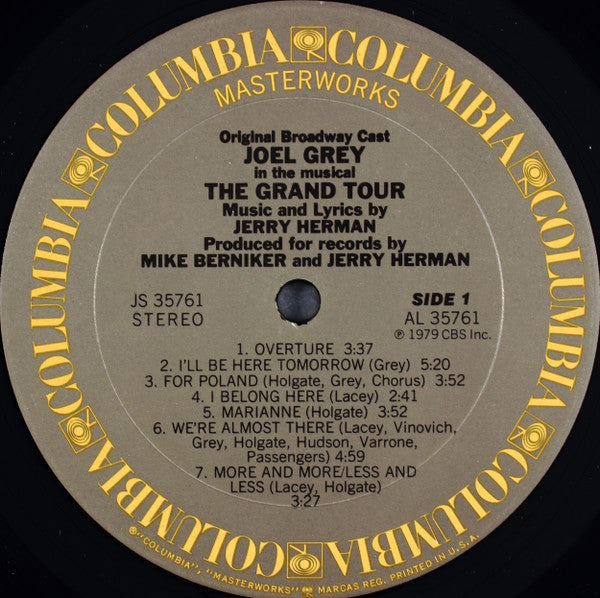 COLUMBIA COLUMBIA COLUMBIA COLUMBIA COLUMBIA COLUMBIA COLUMBIA
MASTERWORKS
Original Broadway Cast
JOEL GREY
in the musical
THE GRAND TOUR
Music and Lyrics by
JERRY HERMAN
Produced for records by
MIKE BERNIKER and JERRY HERMAN
JS 35761 SIDE 1
STEREO AL 35761
℗ 1979 CBS Inc.
1. OVERTURE 3:37
2. I'LL BE HERE TOMORROW (Grey) 5:20
3. FOR POLAND (Holgate, Grey, Chorus) 3:52
4. I BELONG HERE (Lacey) 2:41
5. MARIANNE (Holgate) 3:52
6. WE'RE ALMOST THERE (Lacey, Vinovich,
Grey, Holgate, Hudson, Varrone,
Passengers) 4:59
7. MORE AND MORE/LESS AND
LESS (Lacey, Holgate)
3:27
®"COLUMBIA", "MASTERWORKS" MARCAS REG. PRINTED IN U.S.A.